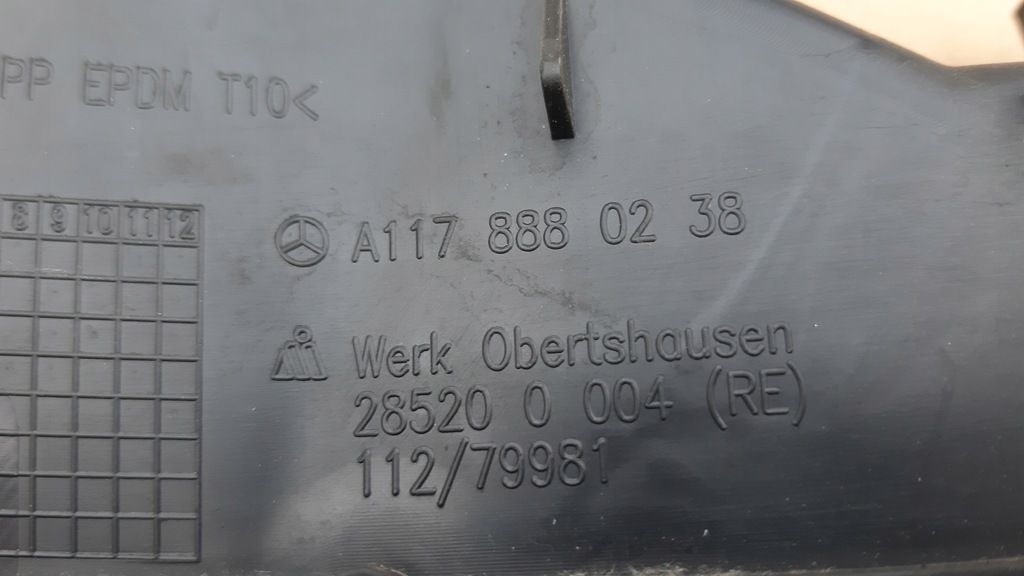 PP EPDM T10<
8 9 10 11 12
A117 888 02 38
Werk Obertshausen
28520 0 004 (RE)
112/79981